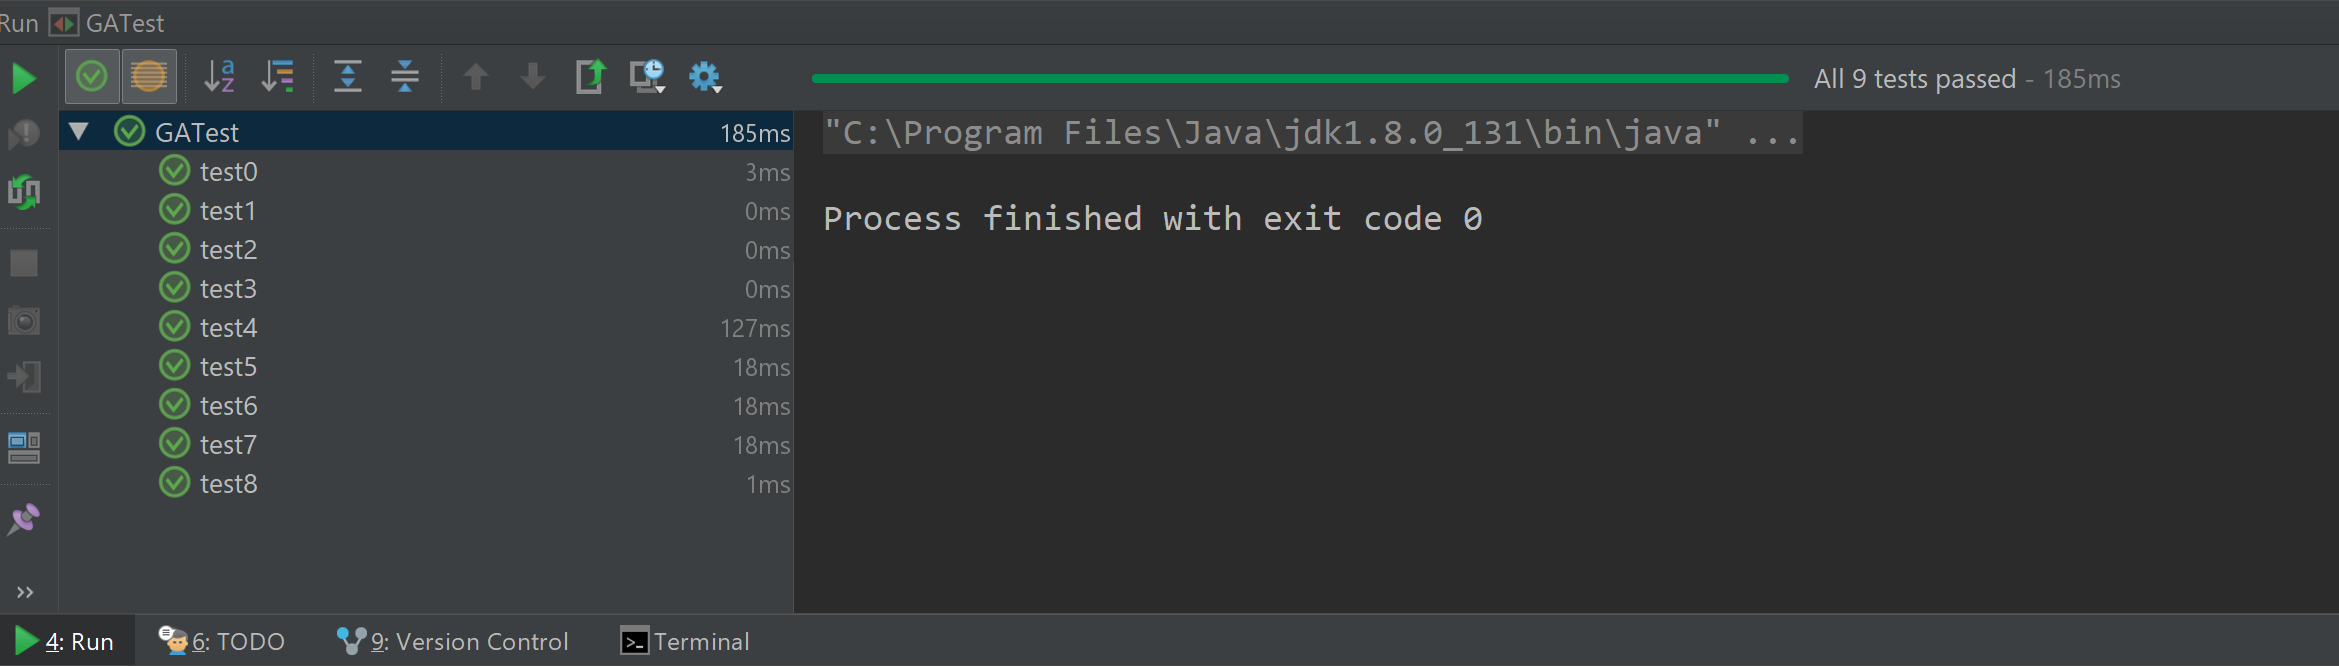 Run GATest
All 9 tests passed - 185ms
GATest 185ms
test0 3ms
test1 0ms
test2 0ms
test3 0ms
test4 127ms
test5 18ms
test6 18ms
test7 18ms
test8 1ms
"C:\Program Files\Java\jdk1.8.0_131\bin\java" ...
Process finished with exit code 0
4: Run 6: TODO 9: Version Control Terminal